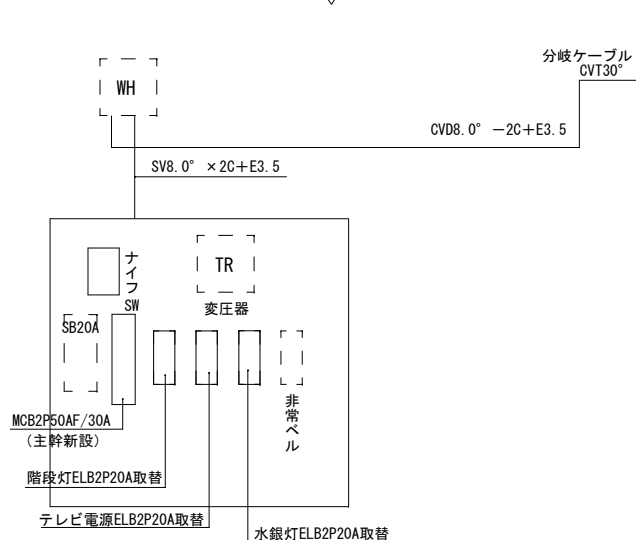 分岐ケーブル
CVT30°
WH
CVD8.0° －2C＋E3.5
SV8.0° ×2C＋E3.5
ナイフ
SW
TR
変圧器
SB20A
非常ベル
MCB2P50AF/30A
（主幹新設）
階段灯ELB2P20A取替
テレビ電源ELB2P20A取替
水銀灯ELB2P20A取替